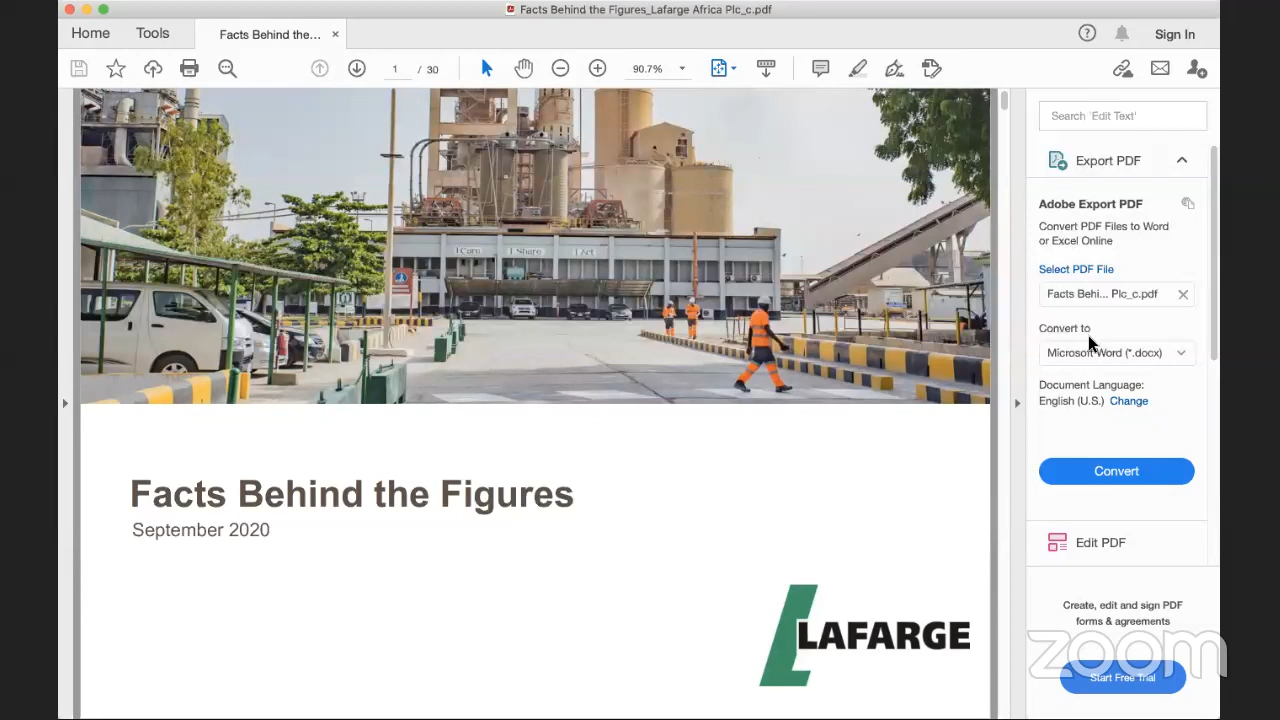 Facts Behind the Figures_Lafarge Africa Plc_c.pdf
Home
Tools
Facts Behind the...
Sign In
1 / 30
90.7%
Search 'Edit Text'
Export PDF
Adobe Export PDF
Convert PDF Files to Word
or Excel Online
Select PDF File
Facts Behi... Plc_c.pdf
Convert to
Microsoft Word (*.docx)
Document Language:
English (U.S.) Change
Convert
Edit PDF
Create, edit and sign PDF
forms & agreements
Start Free Trial
zoom
I Care
I Share
I Act
Facts Behind the Figures
September 2020
LAFARGE